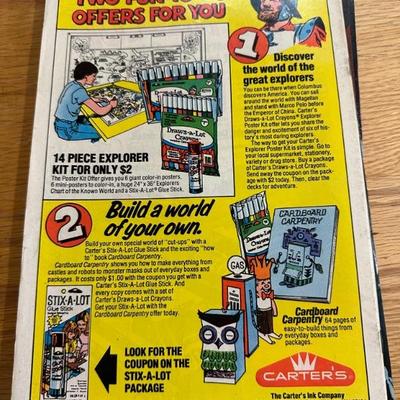 TWO FUN
OFFERS FOR YOU
1
Discover
the world of the
great explorers
You can be there when Columbus
discovers America. You can sail
around the world with Magellan
and stand with Marco Polo before
the Emperor of China. Carter's
Draws-a-Lot Crayons® Explorer
Poster Kit offer lets you share the
danger and excitement of six of his-
tory's most daring explorers.
The way to get your Carter's
Explorer Poster Kit is simple. Go to
your local supermarket, stationery,
variety or drug store. Buy a package
of Carter's Draws-a-Lot Crayons.
Send away the coupon on the pack-
age with $2 today. Then, clear the
decks for adventure.
Draws-a-Lot
Crayons
14 PIECE EXPLORER
KIT FOR ONLY $2
The Poster Kit Offer gives you 6 giant color-in posters,
6 mini-posters to color-in, a huge 24" x 36" Explorers
Chart of the Known World and a Stix-A-Lot® Glue Stick.
2
Build a world
of your own.
Build your own special world of "cut-ups" with a
Carter's Stix-A-Lot Glue Stick and the exciting "how
to" book Cardboard Carpentry.
Cardboard Carpentry shows you how to make everything from
castles and robots to monster masks out of everyday boxes and
packages. It costs only $1.00 with the coupon you'll find on
every package of Carter's Stix-A-Lot Glue Stick. And
every copy comes with a set of
Carter's Draws-a-Lot Crayons.
Get your Stix-A-Lot with the
Cardboard Carpentry offer today.
CARDBOARD
CARPENTRY
GAS
STIX-A-LOT
Glue Stick
LOOK FOR
THE COUPON ON THE
STIX-A-LOT
PACKAGE
Cardboard
Carpentry 64 pages of
easy-to-build things from
everyday boxes and
packages.
CARTER'S
The Carter's Ink Company